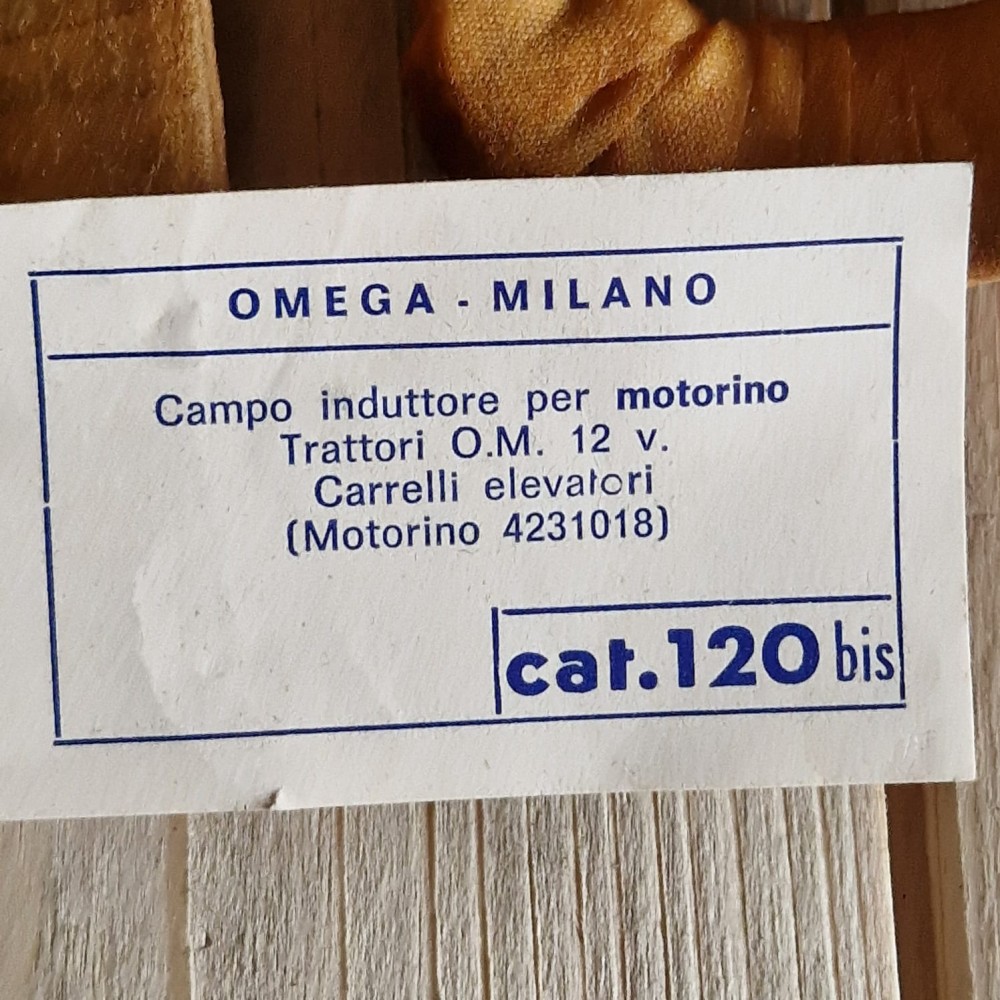 OMEGA - MILANO
Campo induttore per motorino
Trattori O.M. 12 v.
Carrelli elevatori
(Motorino 4231018)
cat.120 bis